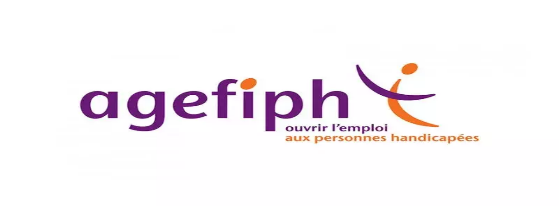 agefiph
ouvrir l'emploi
aux personnes handicapées